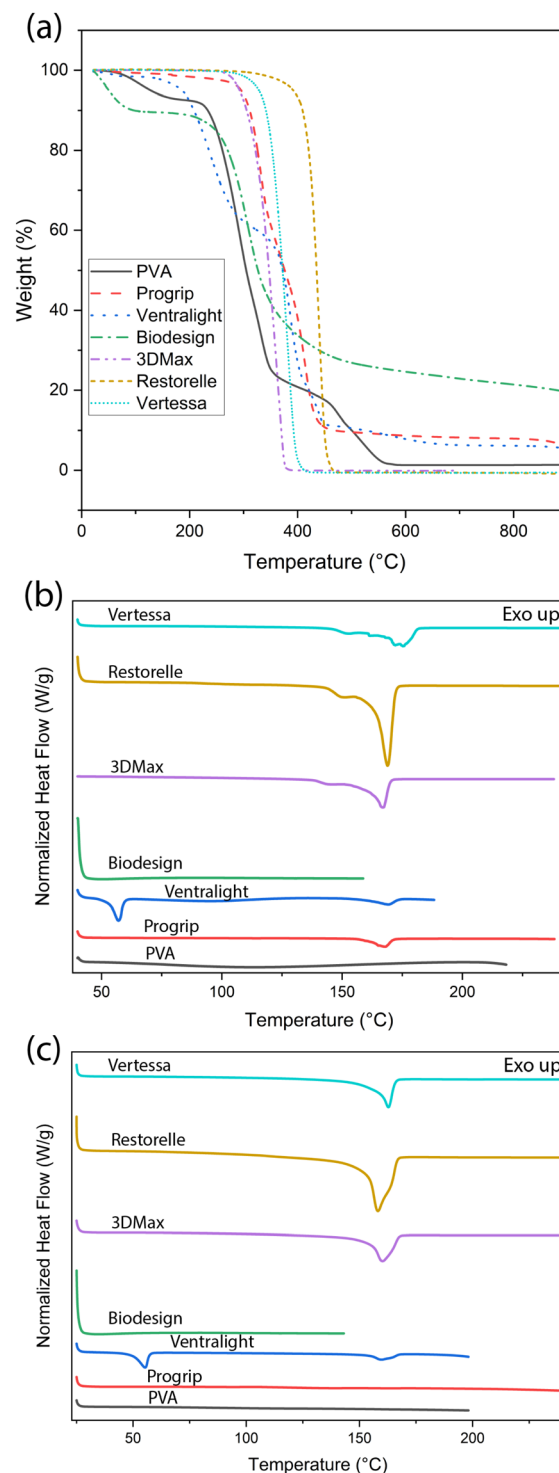 (a)
100
80
60
40
20
0
Weight (%)
PVA
Progrip
Ventralight
Biodesign
3DMax
Restorelle
Vertessa
0 200 400 600 800
Temperature (°C)
(b)
Exo up
Vertessa
Restorelle
3DMax
Biodesign
Ventralight
Progrip
PVA
Normalized Heat Flow (W/g)
50 100 150 200
Temperature (°C)
(c)
Exo up
Vertessa
Restorelle
3DMax
Biodesign
Ventralight
Progrip
PVA
Normalized Heat Flow (W/g)
50 100 150 200
Temperature (°C)